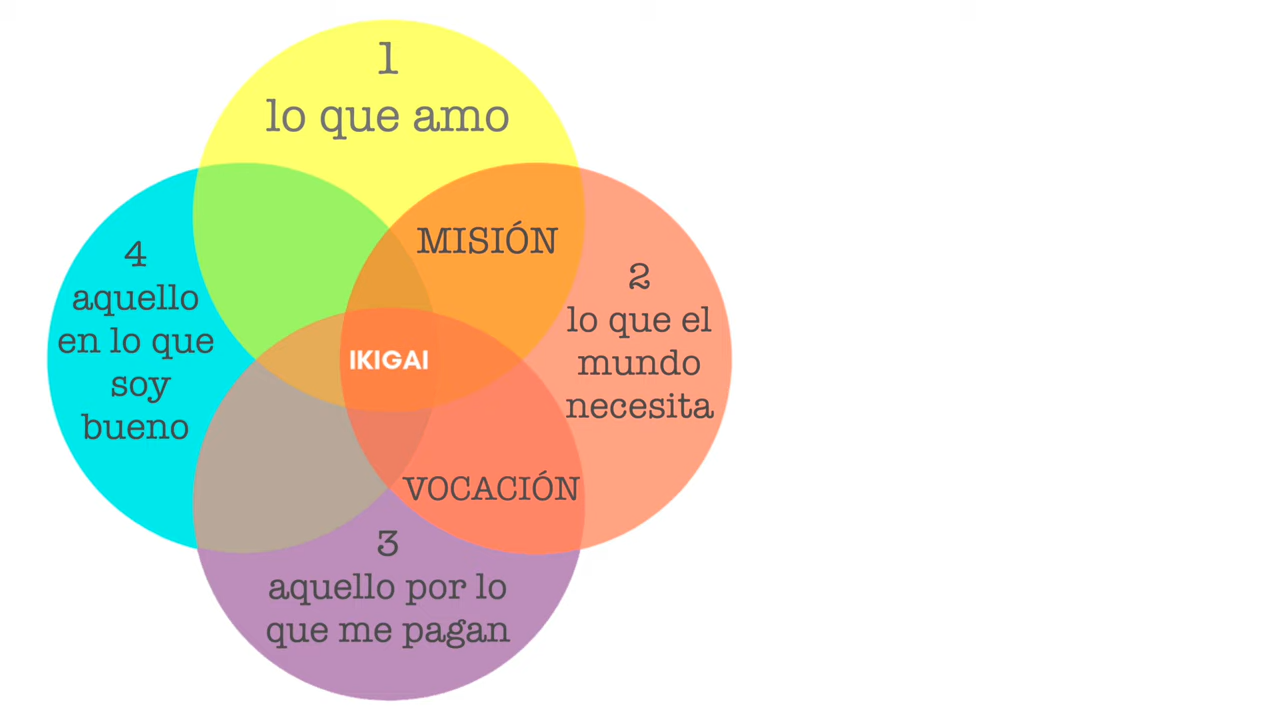 1
lo que amo
MISIÓN
4
aquello
en lo que
soy
bueno
2
lo que el
mundo
necesita
IKIGAI
VOCACIÓN
3
aquello por lo
que me pagan